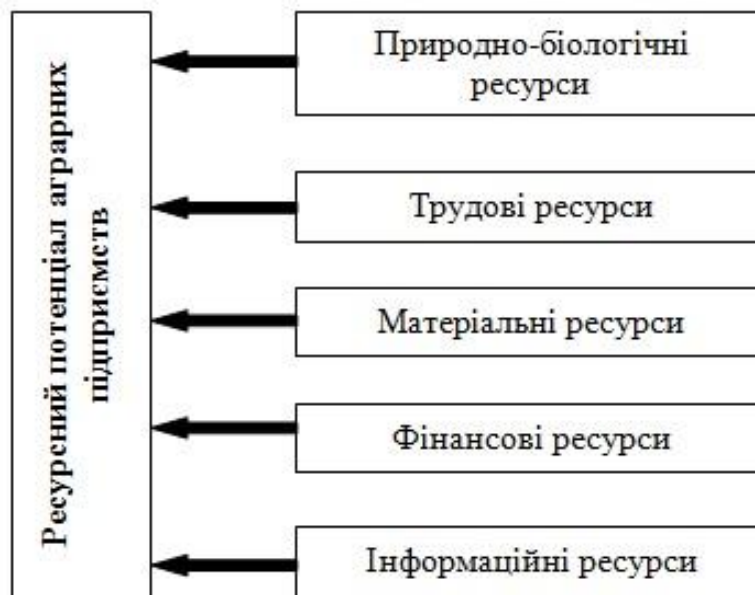 Ресурсний потенціал аграрних
підприємств
Природно-біологічні
ресурси
Трудові ресурси
Матеріальні ресурси
Фінансові ресурси
Інформаційні ресурси